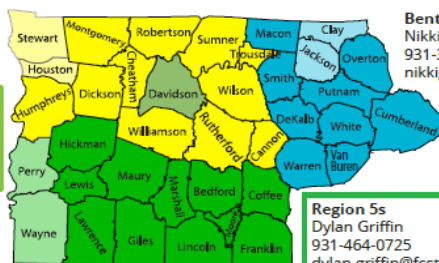 Bent
Nikki
931-3
nikki
Stewart
Montgomery
Robertson
Sumner
Macon
Clay
Trousdale
Jackson
Overton
Houston
Cheatham
Smith
Humphreys
Dickson
Davidson
Wilson
Putnam
Williamson
Rutherford
Cannon
DeKalb
White
Cumberland
Hickman
Perry
Warren
Van
Buren
Lewis
Maury
Marshall
Bedford
Coffee
Wayne
Lawrence
Giles
Lincoln
Moore
Franklin
Region 5s
Dylan Griffin
931-464-0725